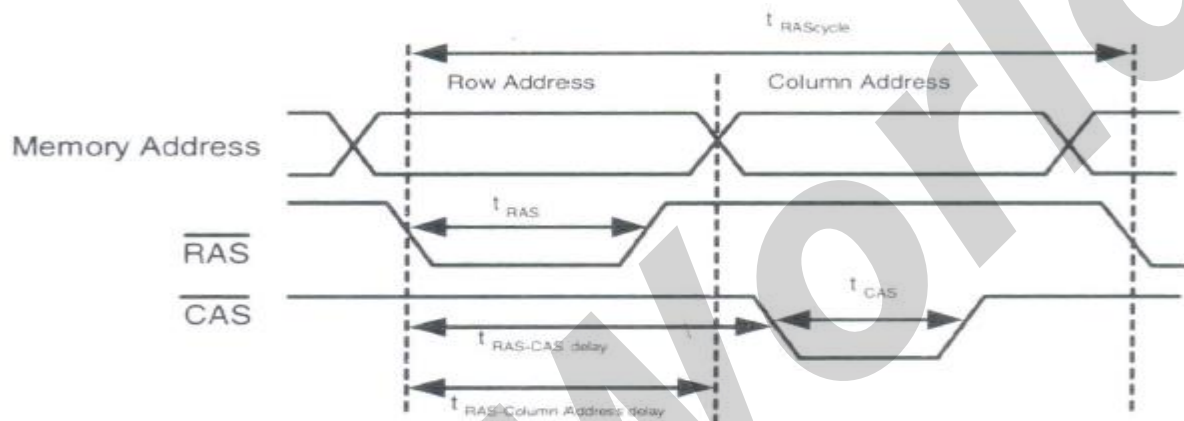 t RAScycle
Row Address Column Address
Memory Address
t RAS
RAS
t CAS
CAS
t RAS-CAS delay
t RAS-Column Address delay